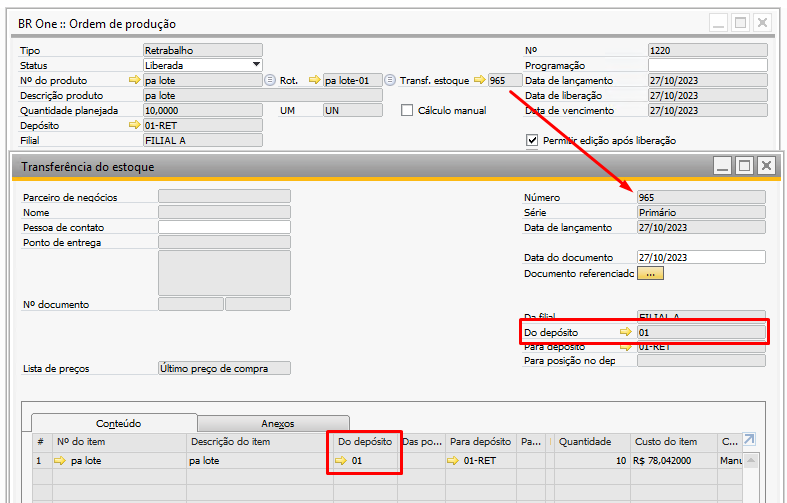 BR One :: Ordem de produção
Tipo Retrabalho Nº 1220
Status Liberada Programação
Nº do produto pa lote Rot. pa lote-01 Transf. estoque 965 Data de lançamento 27/10/2023
Descrição produto pa lote Data de liberação 27/10/2023
Quantidade planejada 10,0000 UM UN Cálculo manual Data de vencimento 27/10/2023
Depósito 01-RET
Filial FILIAL A Permitir edição após liberação
Transferência do estoque
Parceiro de negócios Número 965
Nome Série Primário
Pessoa de contato Data de lançamento 27/10/2023
Ponto de entrega
Data do documento 27/10/2023
Documento referenciado ...
Nº documento
Da filial FILIAL A
Do depósito 01
Para depósito 01-RET
Para posição no dep
Lista de preços Último preço de compra
Conteúdo Anexos
# Nº do item Descrição do item Do depósito Das po... Para depósito Pa... Quantidade Custo do item C...
1 pa lote pa lote 01 01-RET 10 R$ 78,042000 Manu